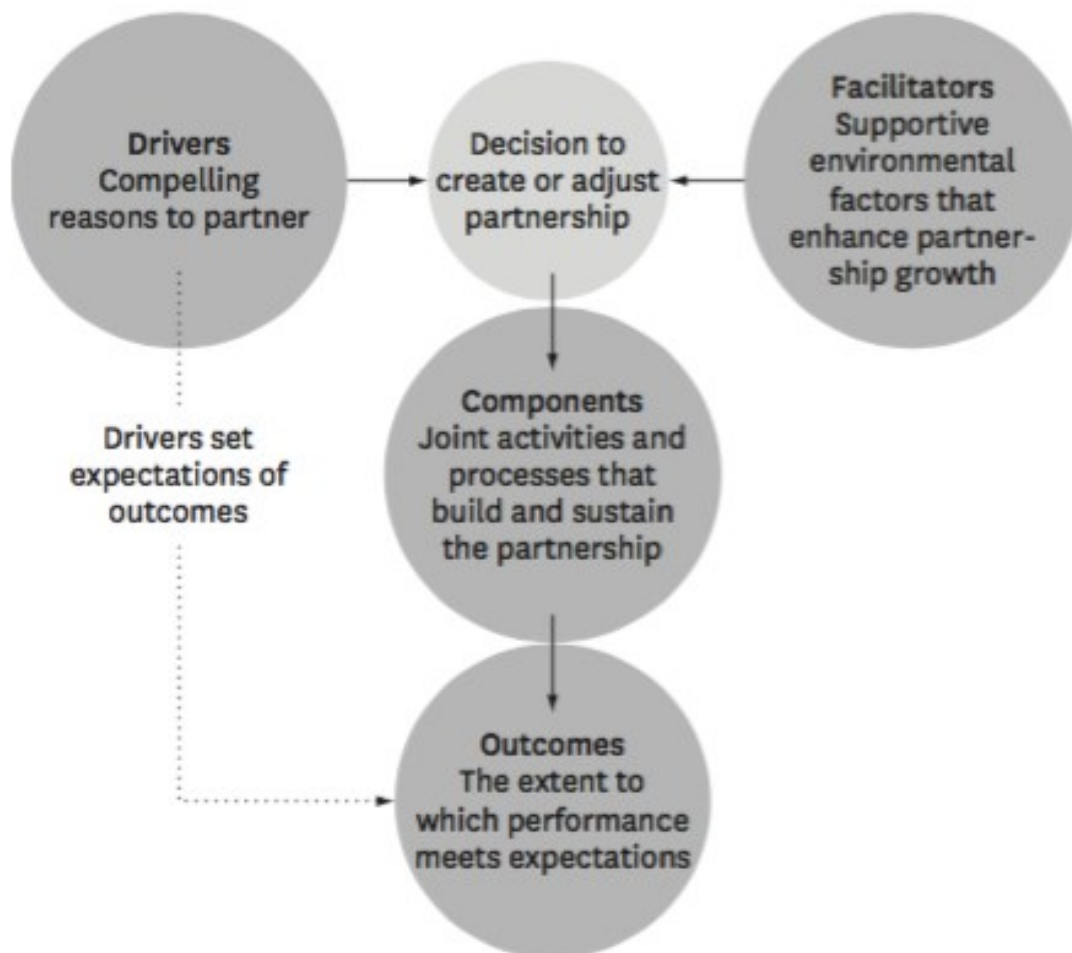 Drivers
Compelling
reasons to partner
Decision to
create or adjust
partnership
Facilitators
Supportive
environmental
factors that
enhance partner-
ship growth
Drivers set
expectations of
outcomes
Components
Joint activities and
processes that
build and sustain
the partnership
Outcomes
The extent to
which performance
meets expectations